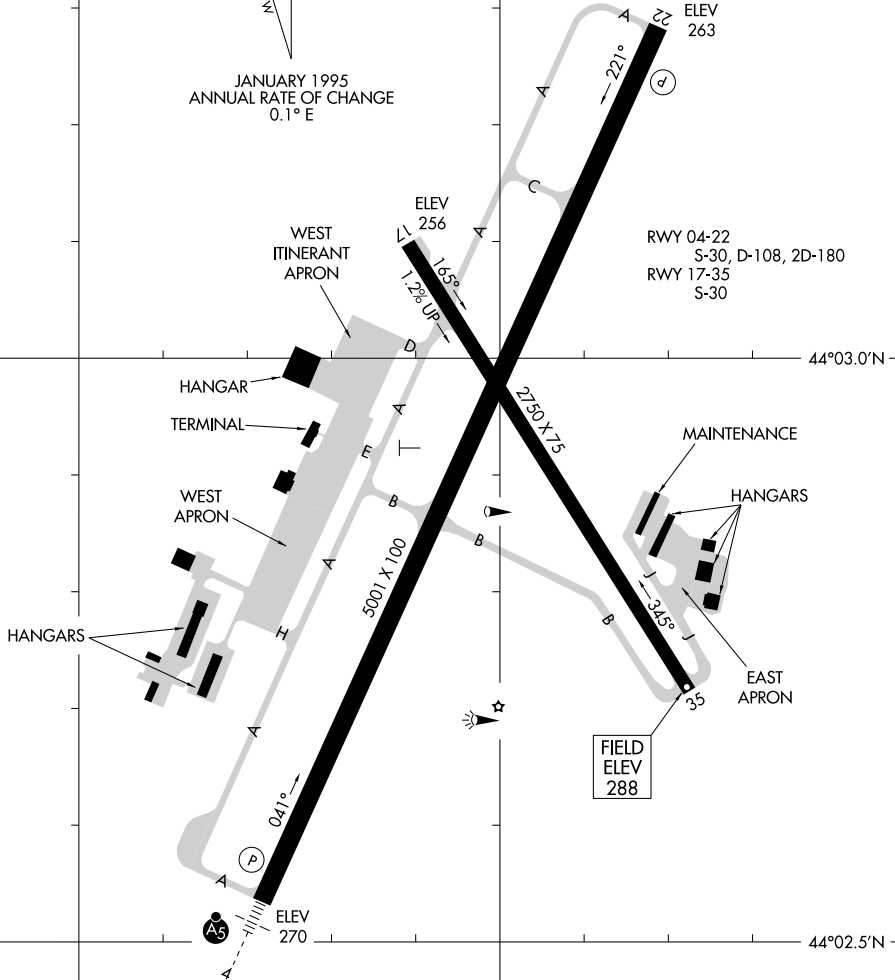 A
22
ELEV
263
221°
P
JANUARY 1995
ANNUAL RATE OF CHANGE
0.1° E
A
C
ELEV
256
17
A
WEST
ITINERANT
APRON
RWY 04-22
S-30, D-108, 2D-180
RWY 17-35
S-30
165°
1.2% UP
D
44°03.0'N
HANGAR
A
2750 X 75
TERMINAL
MAINTENANCE
E
HANGARS
WEST
APRON
B
B
A
5001 X 100
J
345°
B
J
HANGARS
H
EAST
APRON
35
A
FIELD
ELEV
288
041°
P
A
A5
ELEV
270
44°02.5'N
4